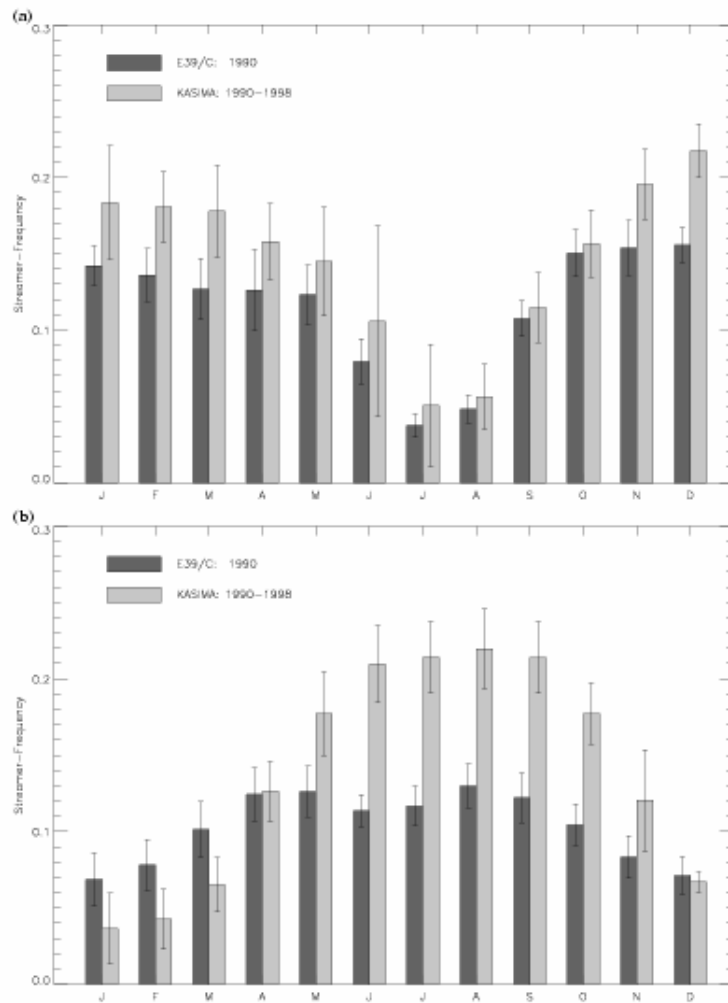 (a)
0.3
E39/C: 1990
KASIMA: 1990-1998
0.2
Streamer-Frequency
0.1
0.0
J F M A M J J A S O N D
(b)
0.3
E39/C: 1990
KASIMA: 1990-1998
0.2
Streamer-Frequency
0.1
0.0
J F M A M J J A S O N D